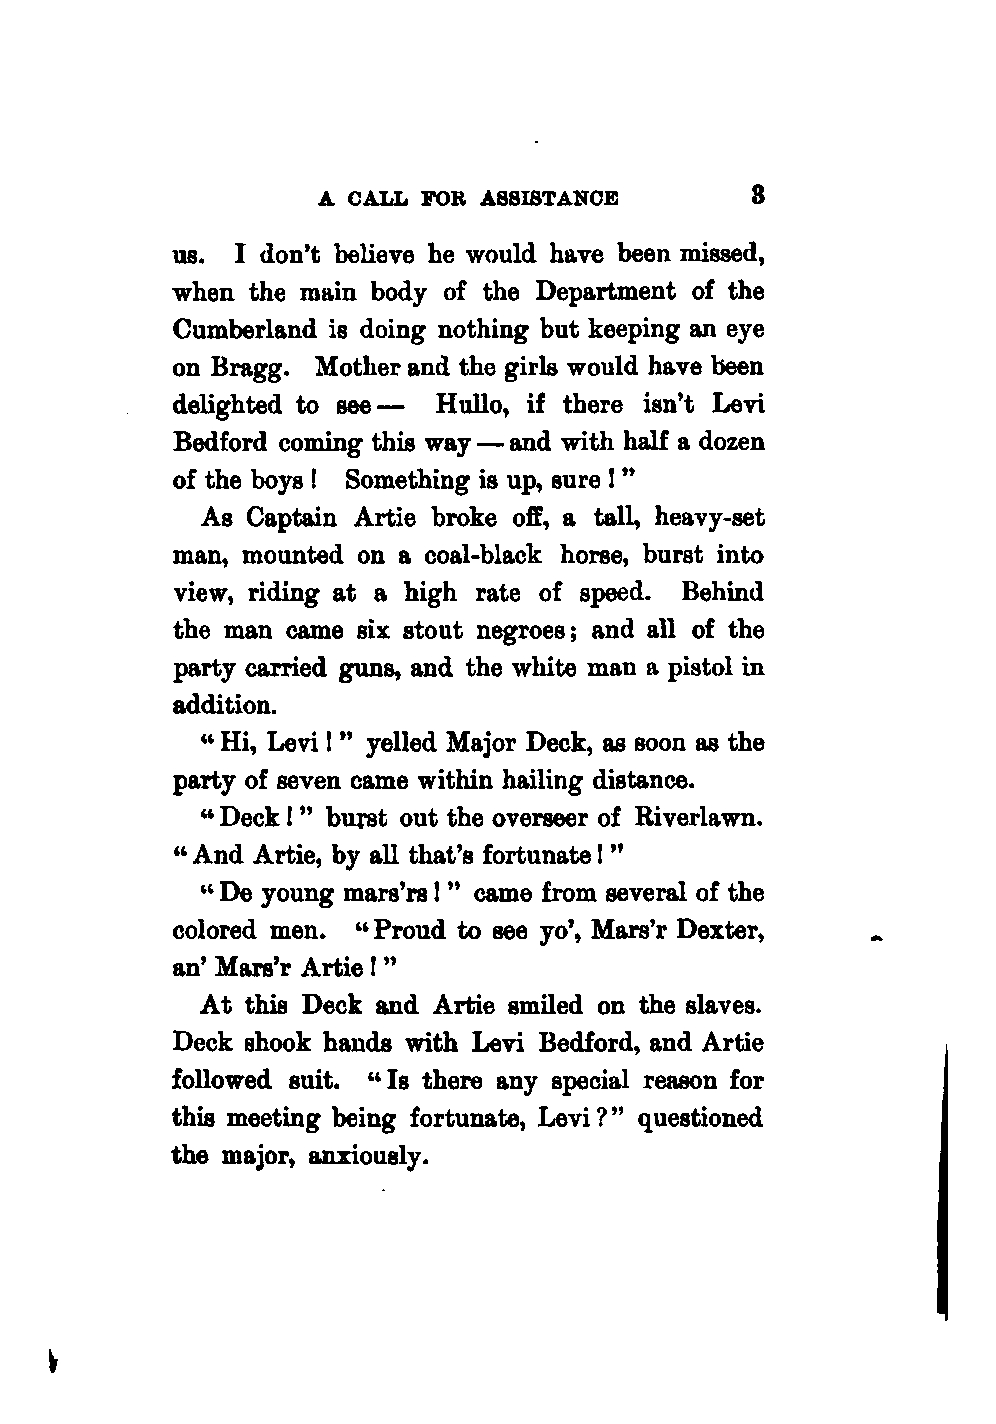 A CALL FOR ASSISTANCE 3
us. I don't believe he would have been missed,
when the main body of the Department of the
Cumberland is doing nothing but keeping an eye
on Bragg. Mother and the girls would have been
delighted to see — Hullo, if there isn't Levi
Bedford coming this way — and with half a dozen
of the boys! Something is up, sure!”
As Captain Artie broke off, a tall, heavy-set
man, mounted on a coal-black horse, burst into
view, riding at a high rate of speed. Behind
the man came six stout negroes; and all of the
party carried guns, and the white man a pistol in
addition.
“Hi, Levi!” yelled Major Deck, as soon as the
party of seven came within hailing distance.
“Deck!” burst out the overseer of Riverlawn.
“And Artie, by all that's fortunate!”
“De young mars'rs!” came from several of the
colored men. “Proud to see yo', Mars'r Dexter,
an' Mars'r Artie!”
At this Deck and Artie smiled on the slaves.
Deck shook hands with Levi Bedford, and Artie
followed suit. “Is there any special reason for
this meeting being fortunate, Levi?” questioned
the major, anxiously.